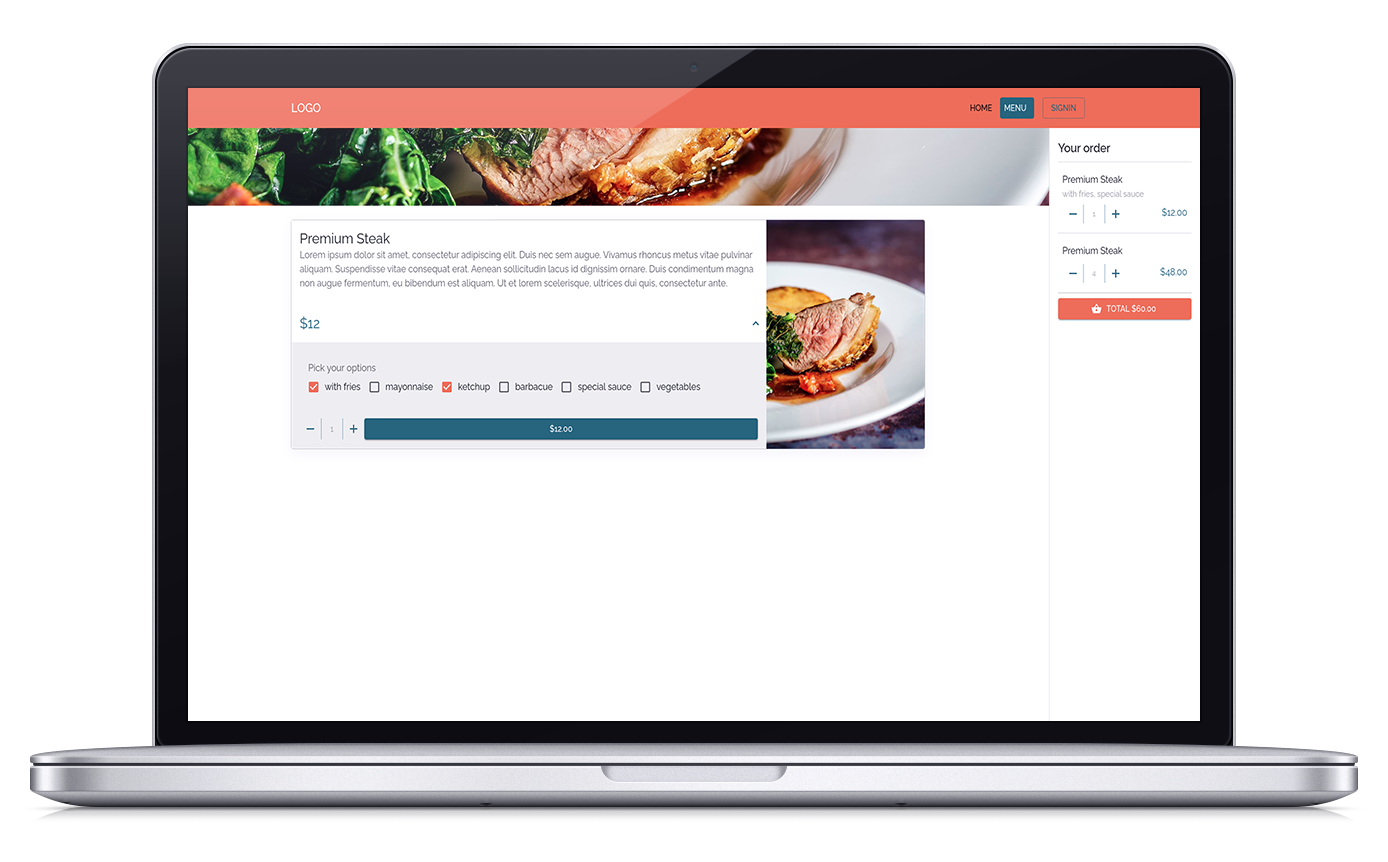 LOGO
HOME MENU SIGNIN
Premium Steak
Lorem ipsum dolor sit amet, consectetur adipiscing elit. Duis nec sem augue. Vivamus rhoncus metus vitae pulvinar
aliquam. Suspendisse vitae consequat erat. Aenean sollicitudin lacus id dignissim ornare. Duis condimentum magna
non augue fermentum, eu bibendum est aliquam. Ut et lorem scelerisque, ultrices dui quis, consectetur ante.
$12
Pick your options
with fries mayonnaise ketchup barbacue special sauce vegetables
1 $12.00
Your order
Premium Steak
with fries, special sauce
1 $12.00
Premium Steak
4 $48.00
TOTAL $60.00